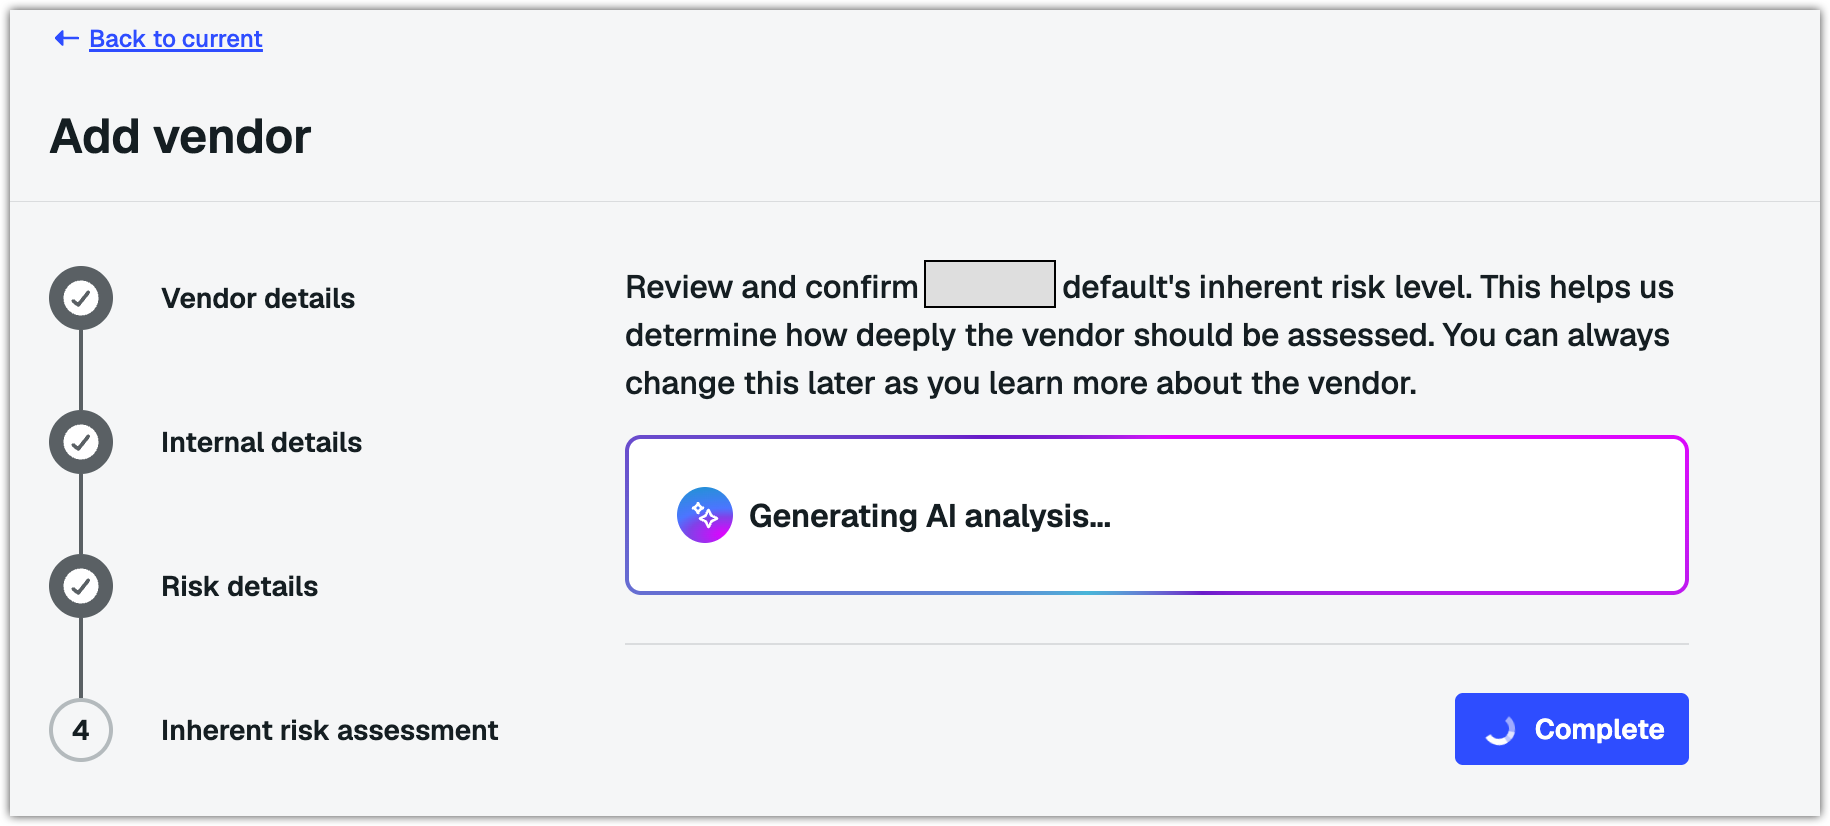 Back to current
Add vendor
Vendor details
Internal details
Risk details
4
Inherent risk assessment
Review and confirm default's inherent risk level. This helps us
determine how deeply the vendor should be assessed. You can always
change this later as you learn more about the vendor.
Generating AI analysis...
Complete